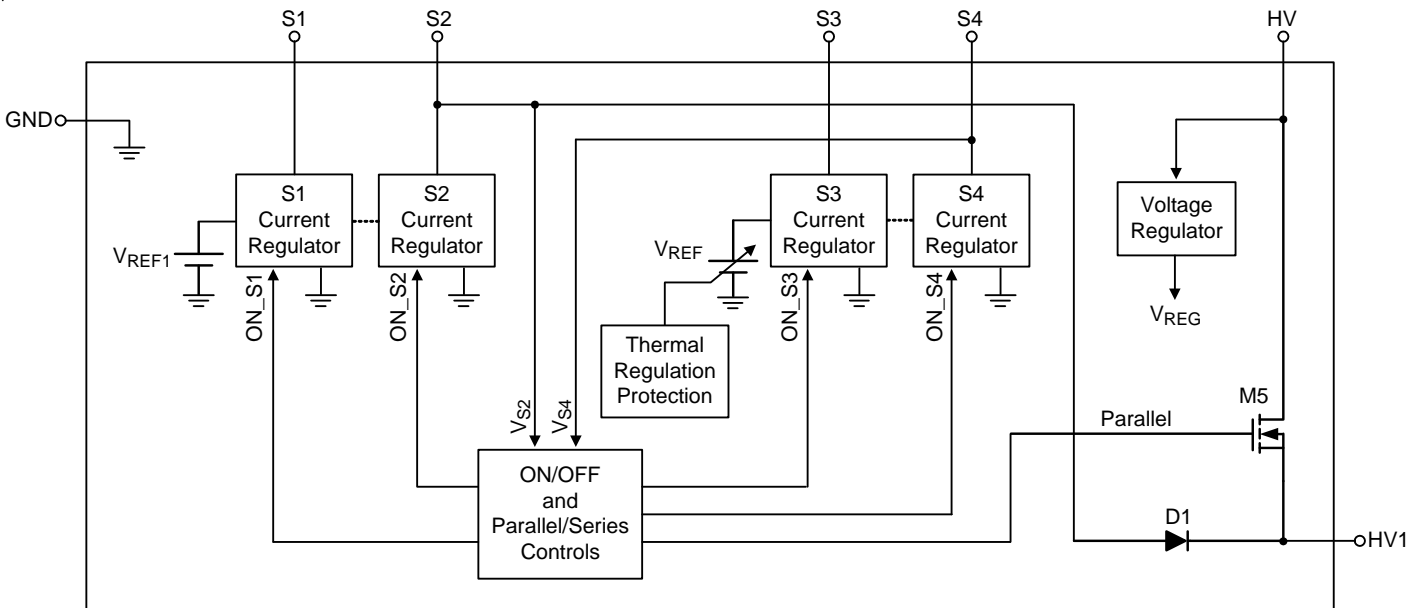 S1
S2
S3
S4
HV
GND
S1
Current
Regulator
S2
Current
Regulator
S3
Current
Regulator
S4
Current
Regulator
Voltage
Regulator
VREF1
VREF
ON_S1
ON_S2
ON_S3
ON_S4
VREG
Thermal
Regulation
Protection
VS2
VS4
M5
Parallel
ON/OFF
and
Parallel/Series
Controls
D1
HV1